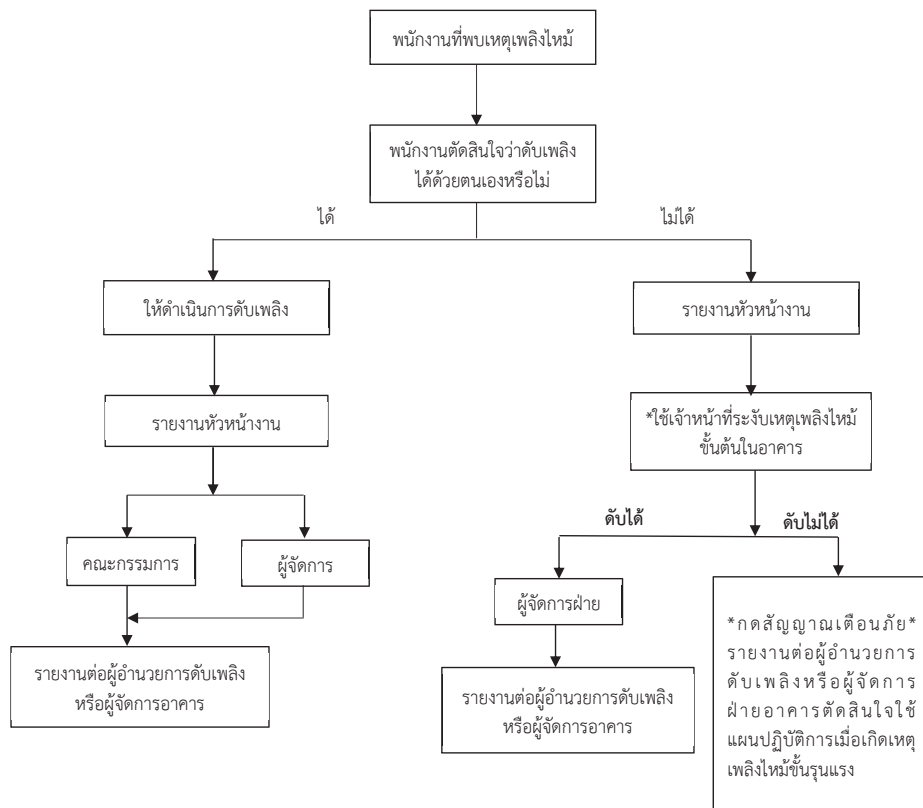 พนักงานที่พบเหตุเพลิงไหม้
พนักงานตัดสินใจว่าดับเพลิง
ได้ด้วยตนเองหรือไม่
ได้
ไม่ได้
ให้ดำเนินการดับเพลิง
รายงานหัวหน้างาน
รายงานหัวหน้างาน
*ใช้เจ้าหน้าที่ระงับเหตุเพลิงไหม้
ขั้นต้นในอาคาร
ดับได้
ดับไม่ได้
คณะกรรมการ
ผู้จัดการ
ผู้จัดการฝ่าย
รายงานต่อผู้อำนวยการดับเพลิง
หรือผู้จัดการอาคาร
รายงานต่อผู้อำนวยการดับเพลิง
หรือผู้จัดการอาคาร
*กดสัญญาณเตือนภัย*
รายงานต่อผู้อำนวยการ
ดับเพลิงหรือผู้จัดการ
ฝ่ายอาคารตัดสินใจใช้
แผนปฏิบัติการเมื่อเกิดเหตุ
เพลิงไหม้ขั้นรุนแรง